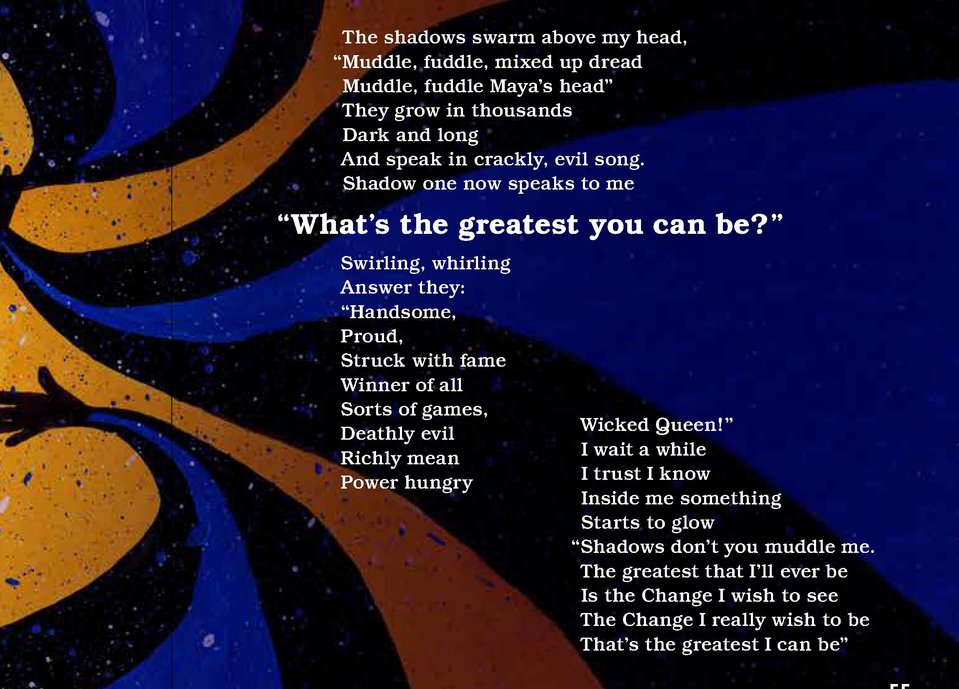 The shadows swarm above my head,
“Muddle, fuddle, mixed up dread
Muddle, fuddle Maya’s head”
They grow in thousands
Dark and long
And speak in crackly, evil song.
Shadow one now speaks to me
“What’s the greatest you can be?”
Swirling, whirling
Answer they:
“Handsome,
Proud,
Struck with fame
Winner of all
Sorts of games,
Deathly evil
Richly mean
Power hungry
Wicked Queen!”
I wait a while
I trust I know
Inside me something
Starts to glow
“Shadows don’t you muddle me.
The greatest that I’ll ever be
Is the Change I wish to see
The Change I really wish to be
That’s the greatest I can be”